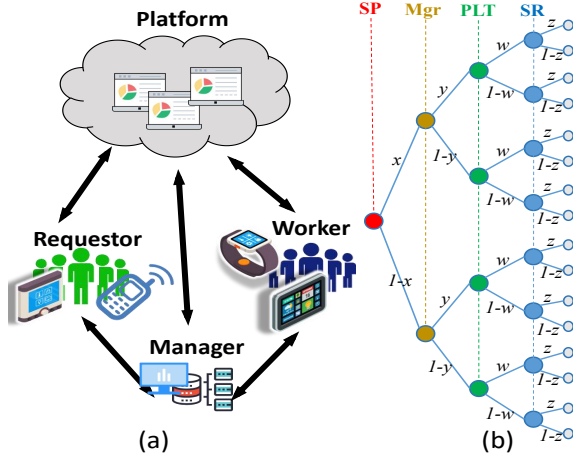 Platform
Requestor
Worker
Manager
(a)
SP Mgr PLT SR
x
1-x
y
1-y
y
1-y
w
1-w
w
1-w
w
1-w
w
1-w
z
1-z
z
1-z
z
1-z
z
1-z
z
1-z
z
1-z
z
1-z
z
1-z
(b)